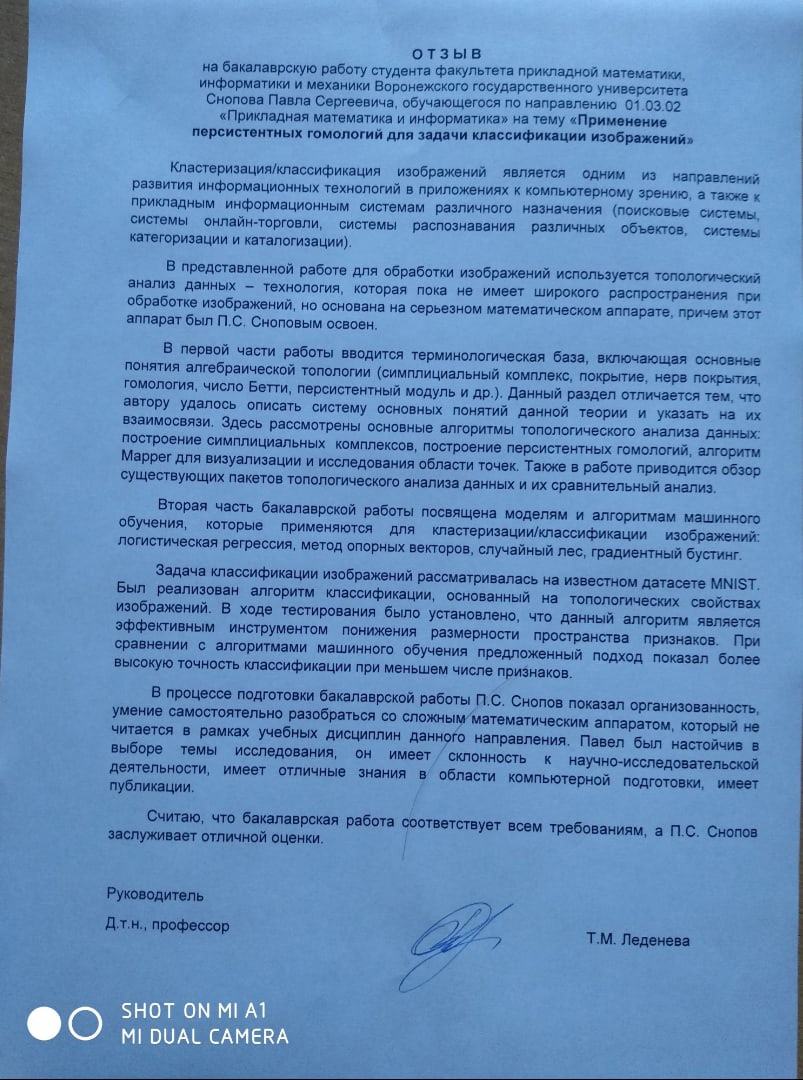 О Т З Ы В
на бакалаврскую работу студента факультета прикладной математики,
информатики и механики Воронежского государственного университета
Снопова Павла Сергеевича, обучающегося по направлению 01.03.02
«Прикладная математика и информатика» на тему «Применение
персистентных гомологий для задачи классификации изображений»
Кластеризация/классификация изображений является одним из направлений
развития информационных технологий в приложениях к компьютерному зрению, а также к
прикладным информационным системам различного назначения (поисковые системы,
системы онлайн-торговли, системы распознавания различных объектов, системы
категоризации и каталогизации).
В представленной работе для обработки изображений используется топологический
анализ данных – технология, которая пока не имеет широкого распространения при
обработке изображений, но основана на серьезном математическом аппарате, причем этот
аппарат был П.С. Сноповым освоен.
В первой части работы вводится терминологическая база, включающая основные
понятия алгебраической топологии (симплициальный комплекс, покрытие, нерв покрытия,
гомология, число Бетти, персистентный модуль и др.). Данный раздел отличается тем, что
автору удалось описать систему основных понятий данной теории и указать на их
взаимосвязи. Здесь рассмотрены основные алгоритмы топологического анализа данных:
построение симплициальных комплексов, построение персистентных гомологий, алгоритм
Mapper для визуализации и исследования области точек. Также в работе приводится обзор
существующих пакетов топологического анализа данных и их сравнительный анализ.
Вторая часть бакалаврской работы посвящена моделям и алгоритмам машинного
обучения, которые применяются для кластеризации/классификации изображений:
логистическая регрессия, метод опорных векторов, случайный лес, градиентный бустинг.
Задача классификации изображений рассматривалась на известном датасете MNIST.
Был реализован алгоритм классификации, основанный на топологических свойствах
изображений. В ходе тестирования было установлено, что данный алгоритм является
эффективным инструментом понижения размерности пространства признаков. При
сравнении с алгоритмами машинного обучения предложенный подход показал более
высокую точность классификации при меньшем числе признаков.
В процессе подготовки бакалаврской работы П.С. Снопов показал организованность,
умение самостоятельно разобраться со сложным математическим аппаратом, который не
читается в рамках учебных дисциплин данного направления. Павел был настойчив в
выборе темы исследования, он имеет склонность к научно-исследовательской
деятельности, имеет отличные знания в области компьютерной подготовки, имеет
публикации.
Считаю, что бакалаврская работа соответствует всем требованиям, а П.С. Снопов
заслуживает отличной оценки.
Руководитель
Д.т.н., профессор
Т.М. Леденева
SHOT ON MI A1
MI DUAL CAMERA